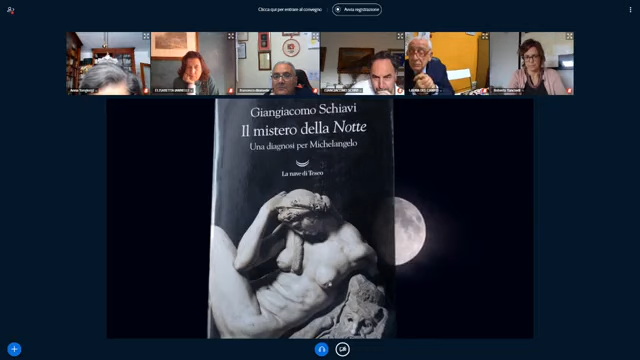 Clicca qui per entrare al convegno
Anna registrazione
Giangiacomo Schiavi
Il mistero della Notte
Una diagnosi per Michelangelo
La nave di Teseo